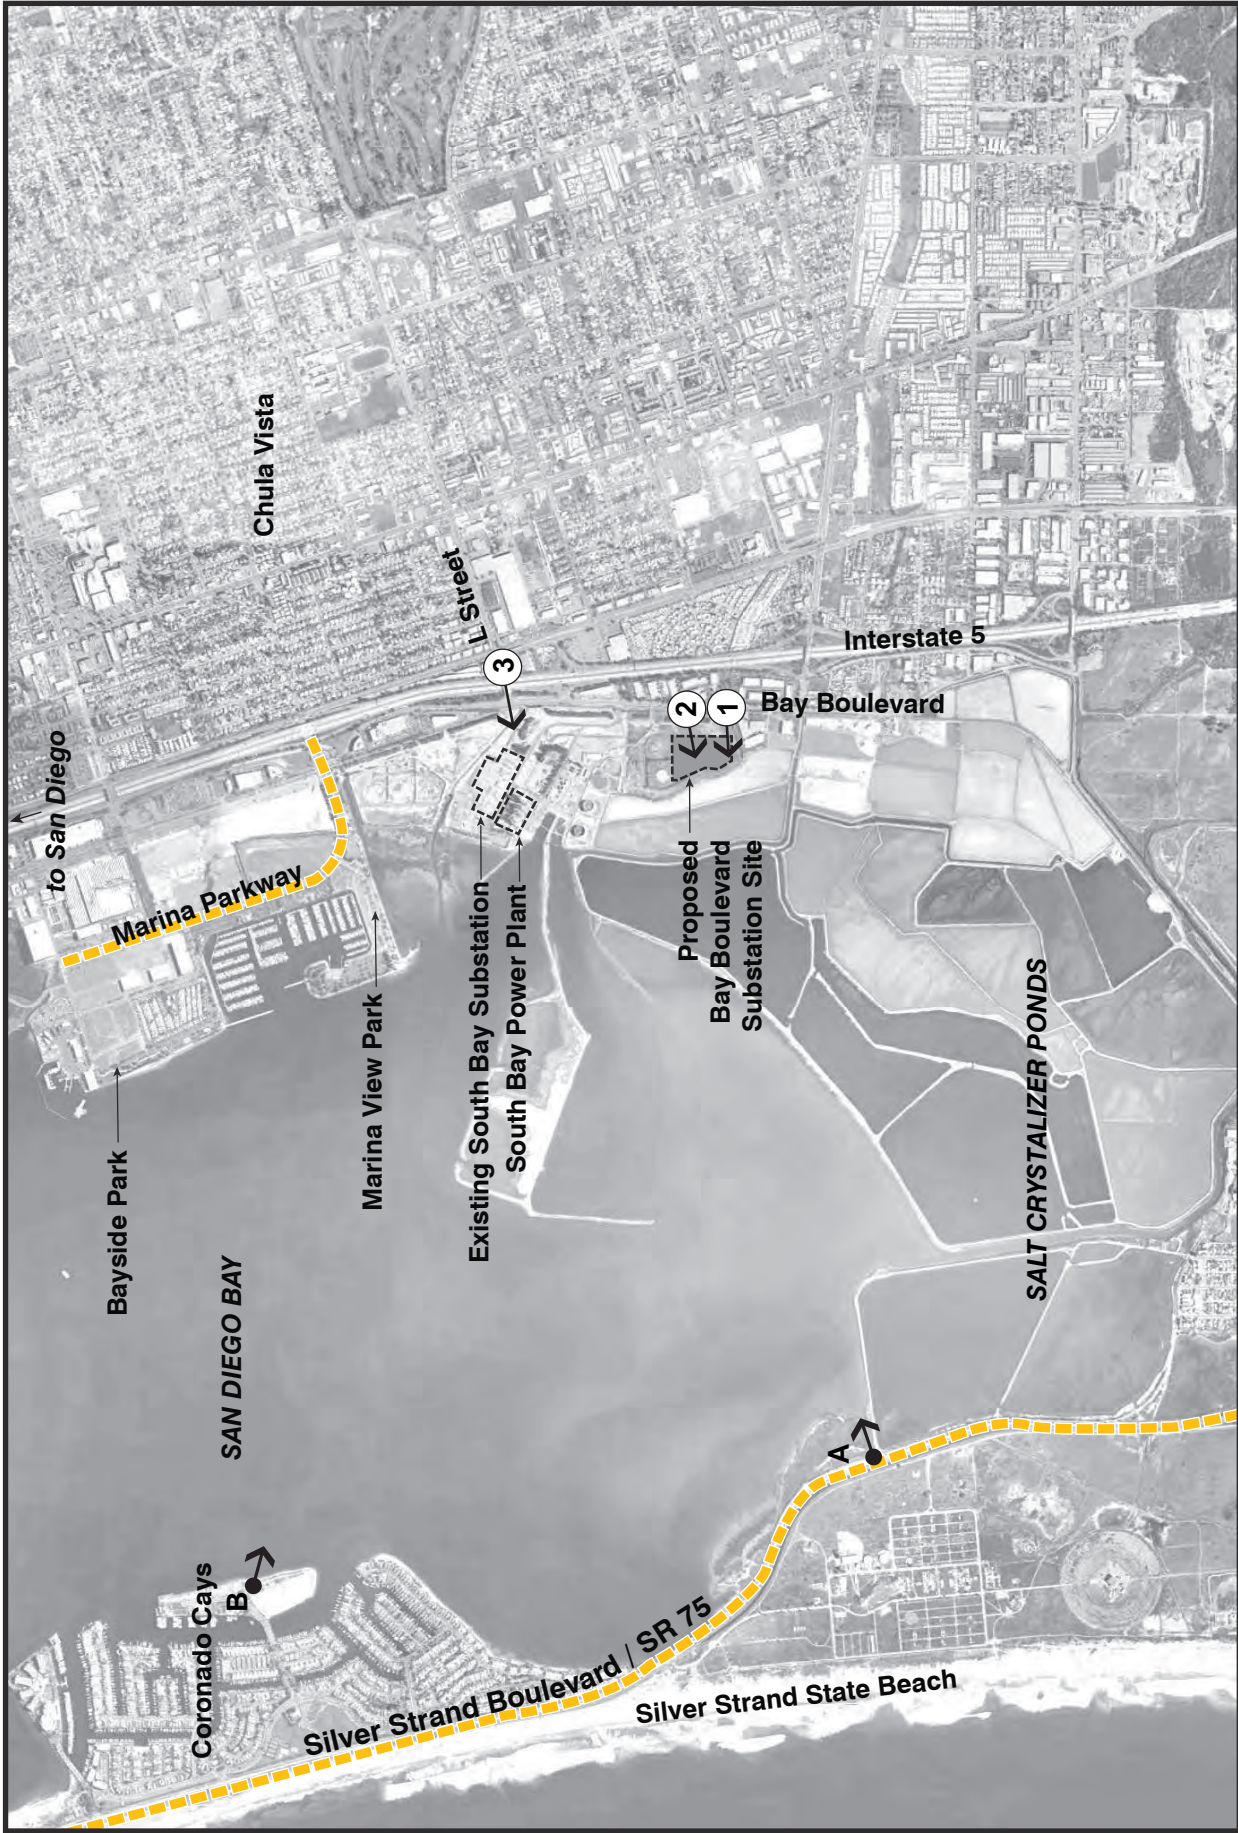 to San Diego
Chula Vista
Marina Parkway
L Street
3
2
1
Interstate 5
Bay Boulevard
Bayside Park
Marina View Park
Existing South Bay Substation
South Bay Power Plant
Proposed
Bay Boulevard
Substation Site
SAN DIEGO BAY
SALT CRYSTALIZER PONDS
Coronado Cays
B
A
Silver Strand Boulevard / SR 75
Silver Strand State Beach